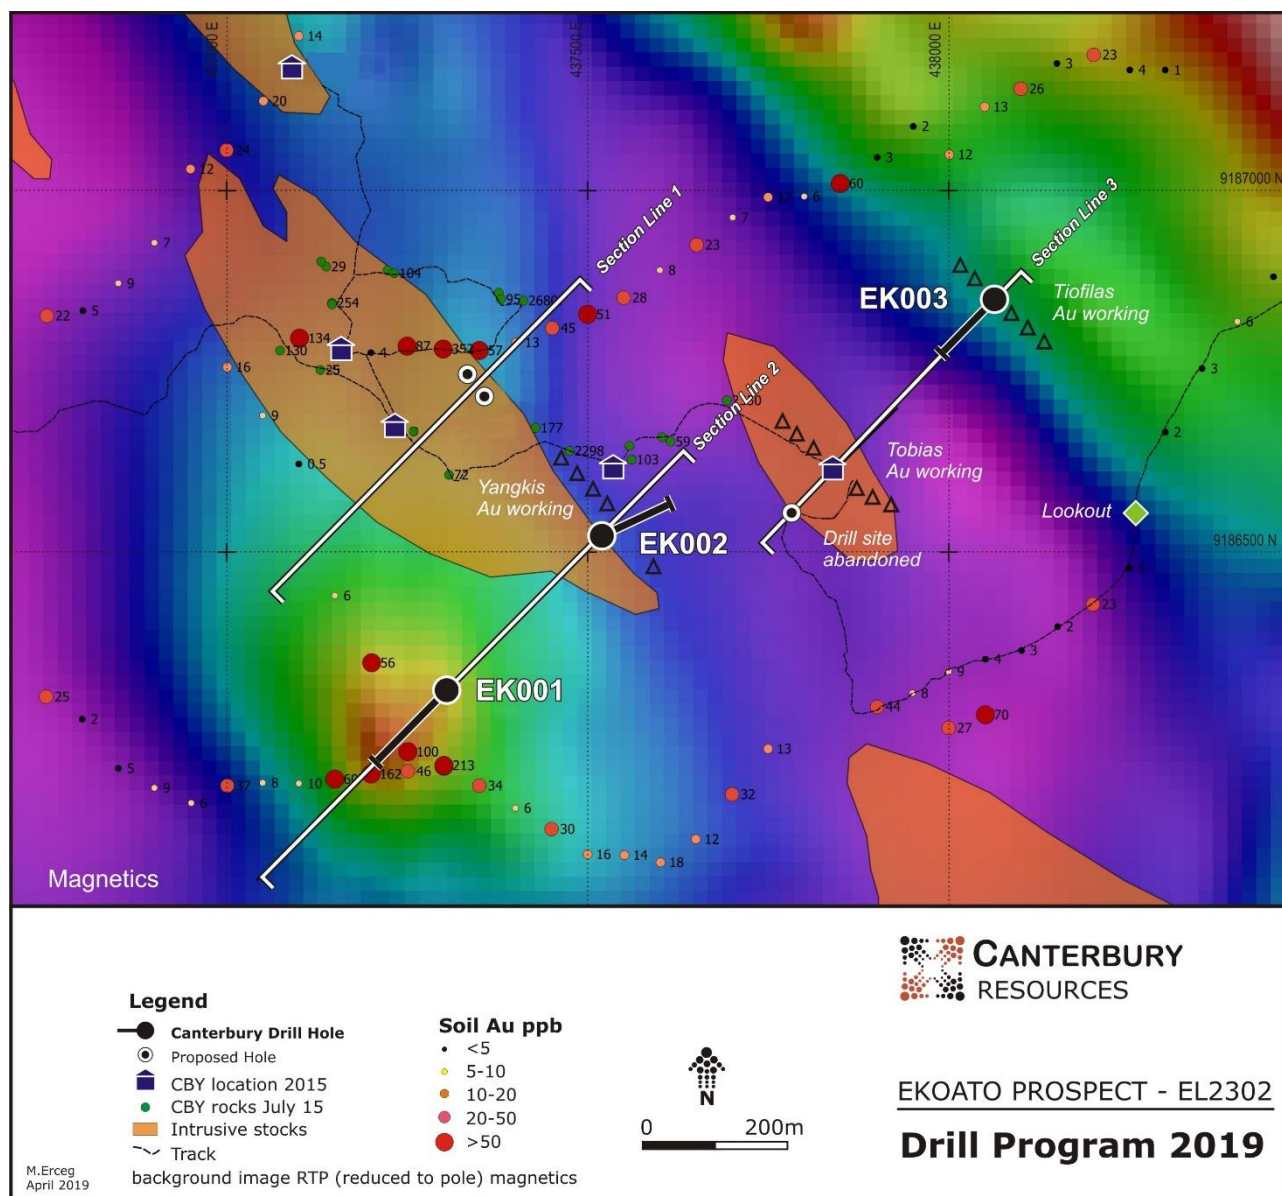 437500 E
438000 E
14
20
24
12
7
9
5
22
23
3
4
1
26
13
2
3
12
60
9187000 N
12
6
7
23
8
28
51
45
13
Section Line 1
Section Line 3
29
104
254
95
2680
134
130
25
4
87
352
57
16
9
0.5
72
177
2298
103
59
Section Line 2
EK003
Tiofilas
Au working
6
3
2
Yangkis
Au working
Tobias
Au working
Lookout
EK002
Drill site
abandoned
9186500 N
6
56
EK001
23
2
3
4
9
8
44
27
70
25
2
5
9
6
37
8
10
162
100
46
213
34
6
30
16
14
18
12
32
13
Magnetics
CANTERBURY
RESOURCES
Legend
Canterbury Drill Hole
Proposed Hole
CBY location 2015
CBY rocks July 15
Intrusive stocks
Track
background image RTP (reduced to pole) magnetics
Soil Au ppb
<5
5-10
10-20
20-50
>50
N
0 200m
EKOATO PROSPECT - EL2302
Drill Program 2019
M.Erceg
April 2019